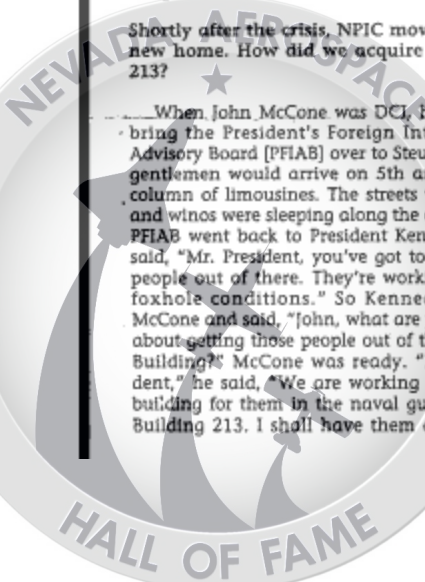 Shortly after the crisis, NPIC mov
new home. How did we acquire
213?
When John McCone was DCI, h
bring the President's Foreign Int
Advisory Board [PFIAB] over to Steu
gentlemen would arrive on 5th a
column of limousines. The streets
and winos were sleeping along the
PFIAB went back to President Ken
said, "Mr. President, you've got to
people out of there. They're work
foxhole conditions." So Kenne
McCone and said, "John, what are
about getting those people out of t
Building?" McCone was ready. "
dent," he said, "We are working
building for them in the naval gu
Building 213. I shall have them
NEVADA AEROSPACE
HALL OF FAME